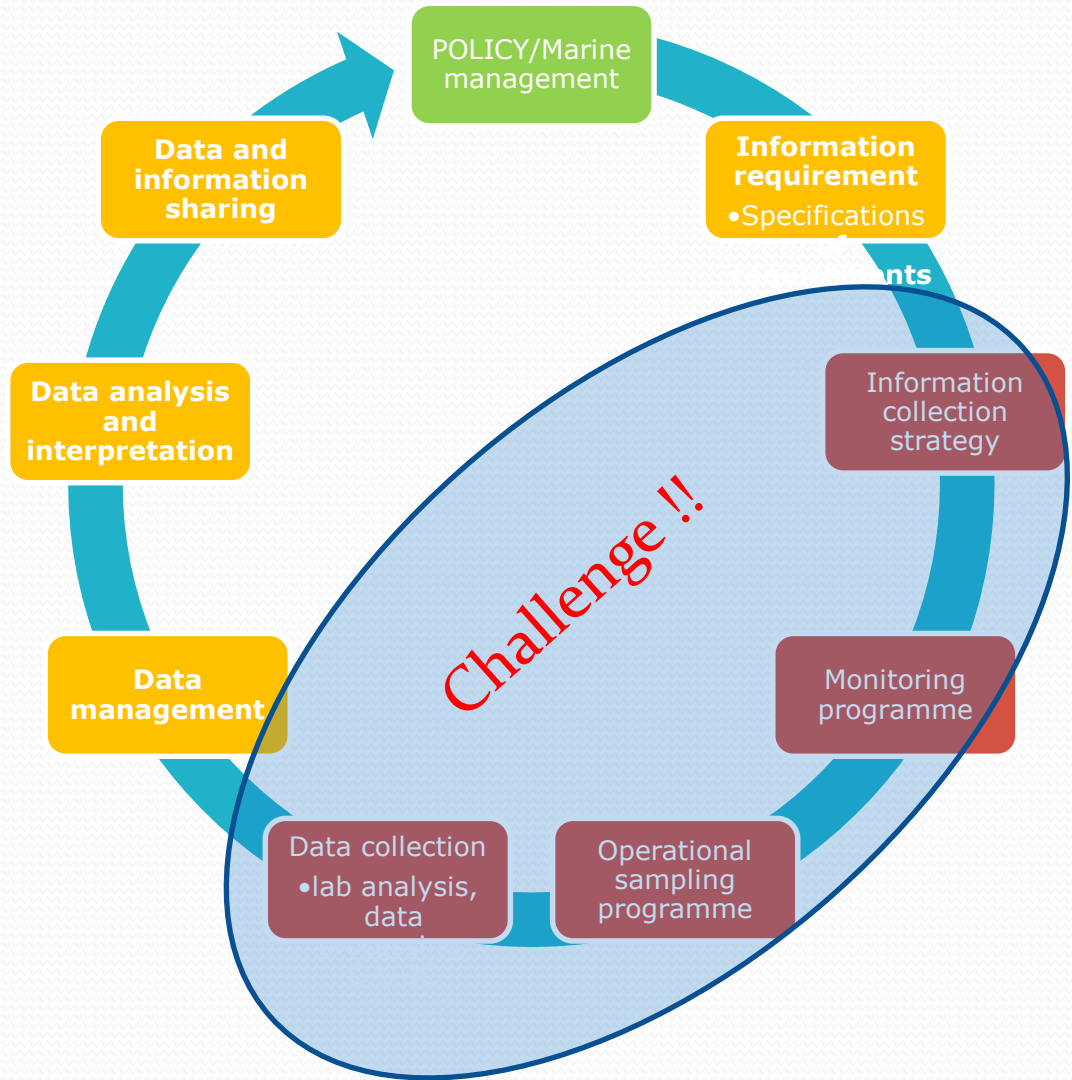 POLICY/Marine
management
Information
requirement
•Specifications
Information
collection
strategy
Monitoring
programme
Operational
sampling
programme
Data collection
•lab analysis,
data
Data
management
Data analysis
and
interpretation
Data and
information
sharing
Challenge !!